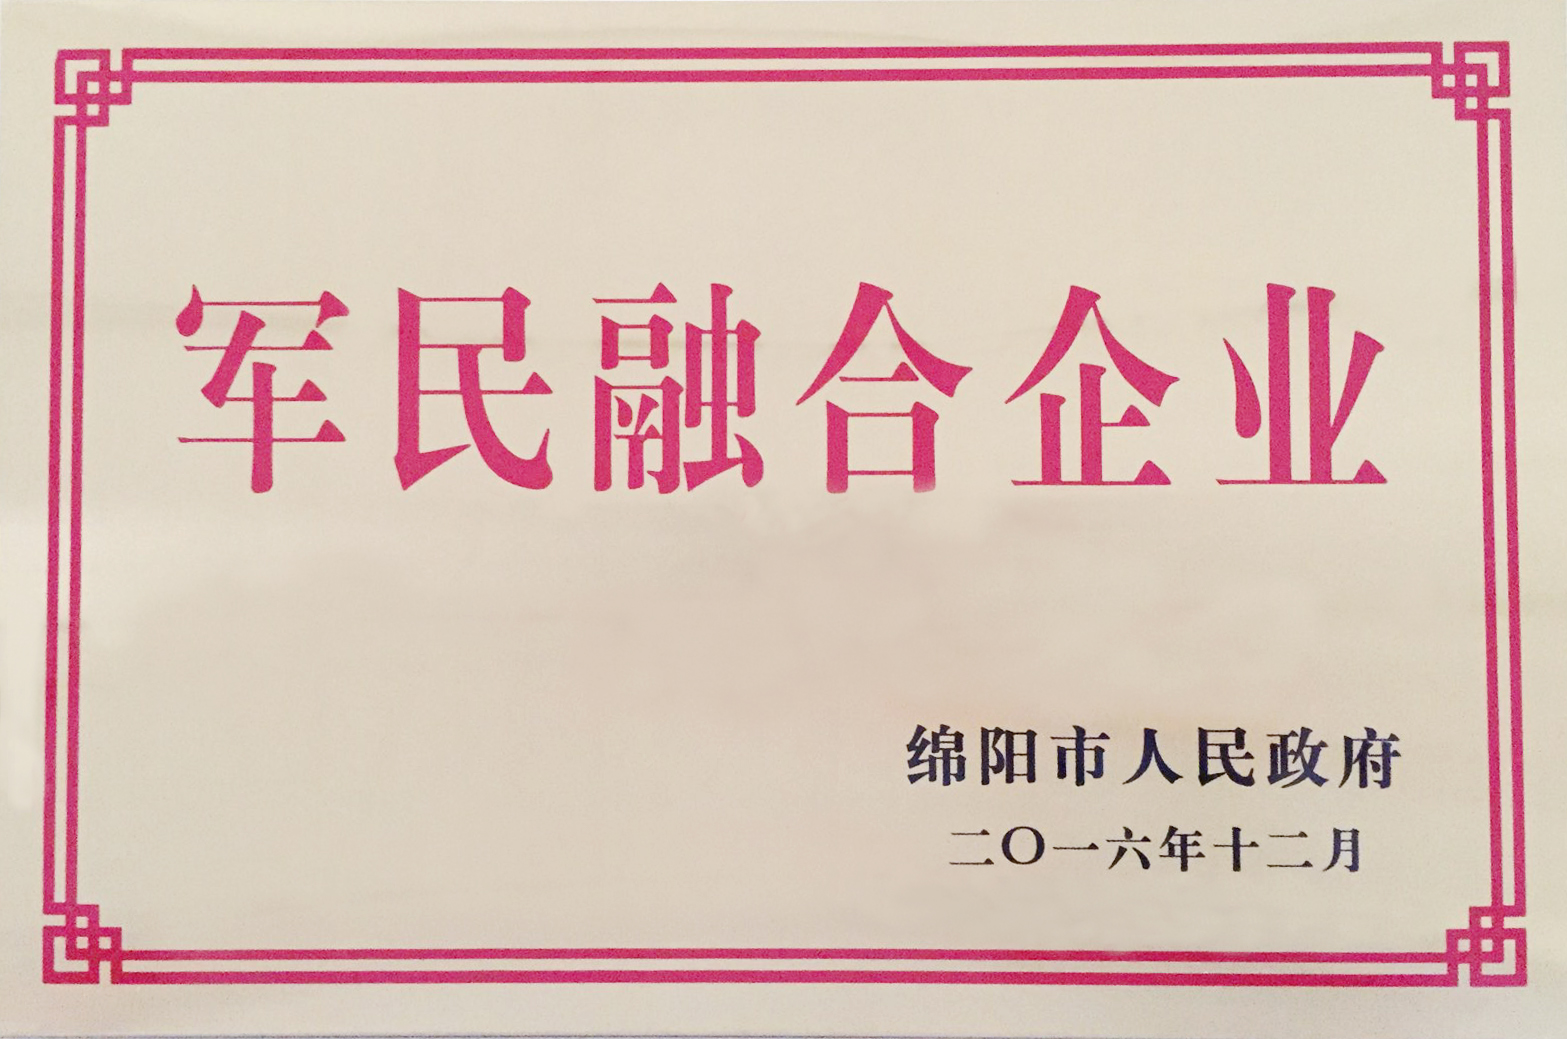 军民融合企业
绵阳市人民政府
二〇一六年十二月